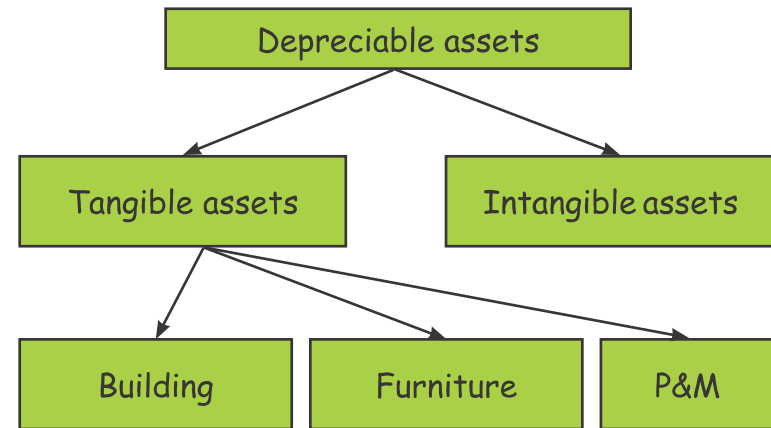 Depreciable assets
Tangible assets
Intangible assets
Building
Furniture
P&M